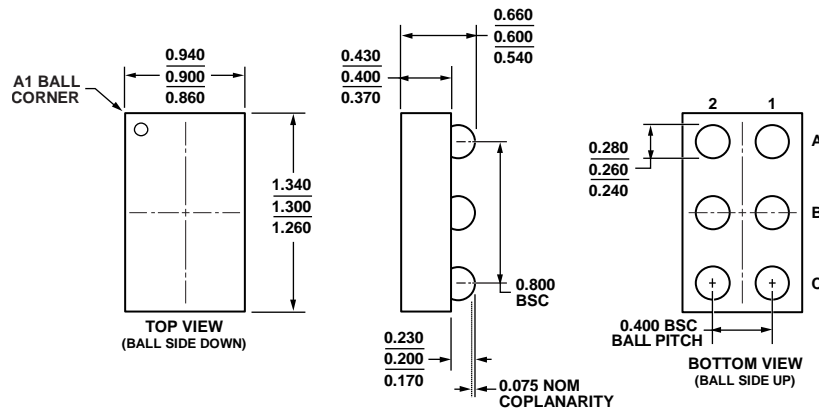 A1 BALL
CORNER
0.940
0.900
0.860
1.340
1.300
1.260
TOP VIEW
(BALL SIDE DOWN)
0.660
0.600
0.540
0.430
0.400
0.370
0.800
BSC
0.230
0.200
0.170
0.075 NOM
COPLANARITY
2 1
A
0.280
0.260
0.240
B
C
0.400 BSC
BALL PITCH
BOTTOM VIEW
(BALL SIDE UP)